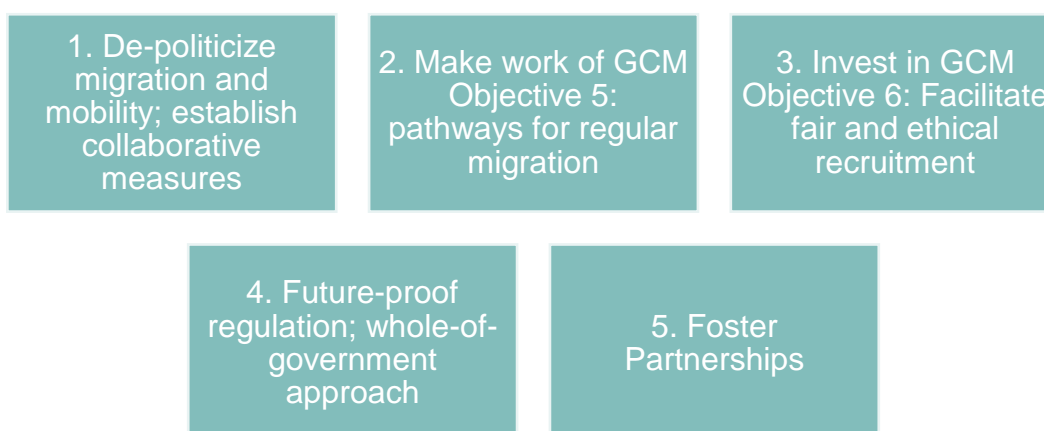 1. De-politicize
migration and
mobility; establish
collaborative
measures
2. Make work of GCM
Objective 5:
pathways for regular
migration
3. Invest in GCM
Objective 6: Facilitate
fair and ethical
recruitment
4. Future-proof
regulation; whole-of-
government
approach
5. Foster
Partnerships